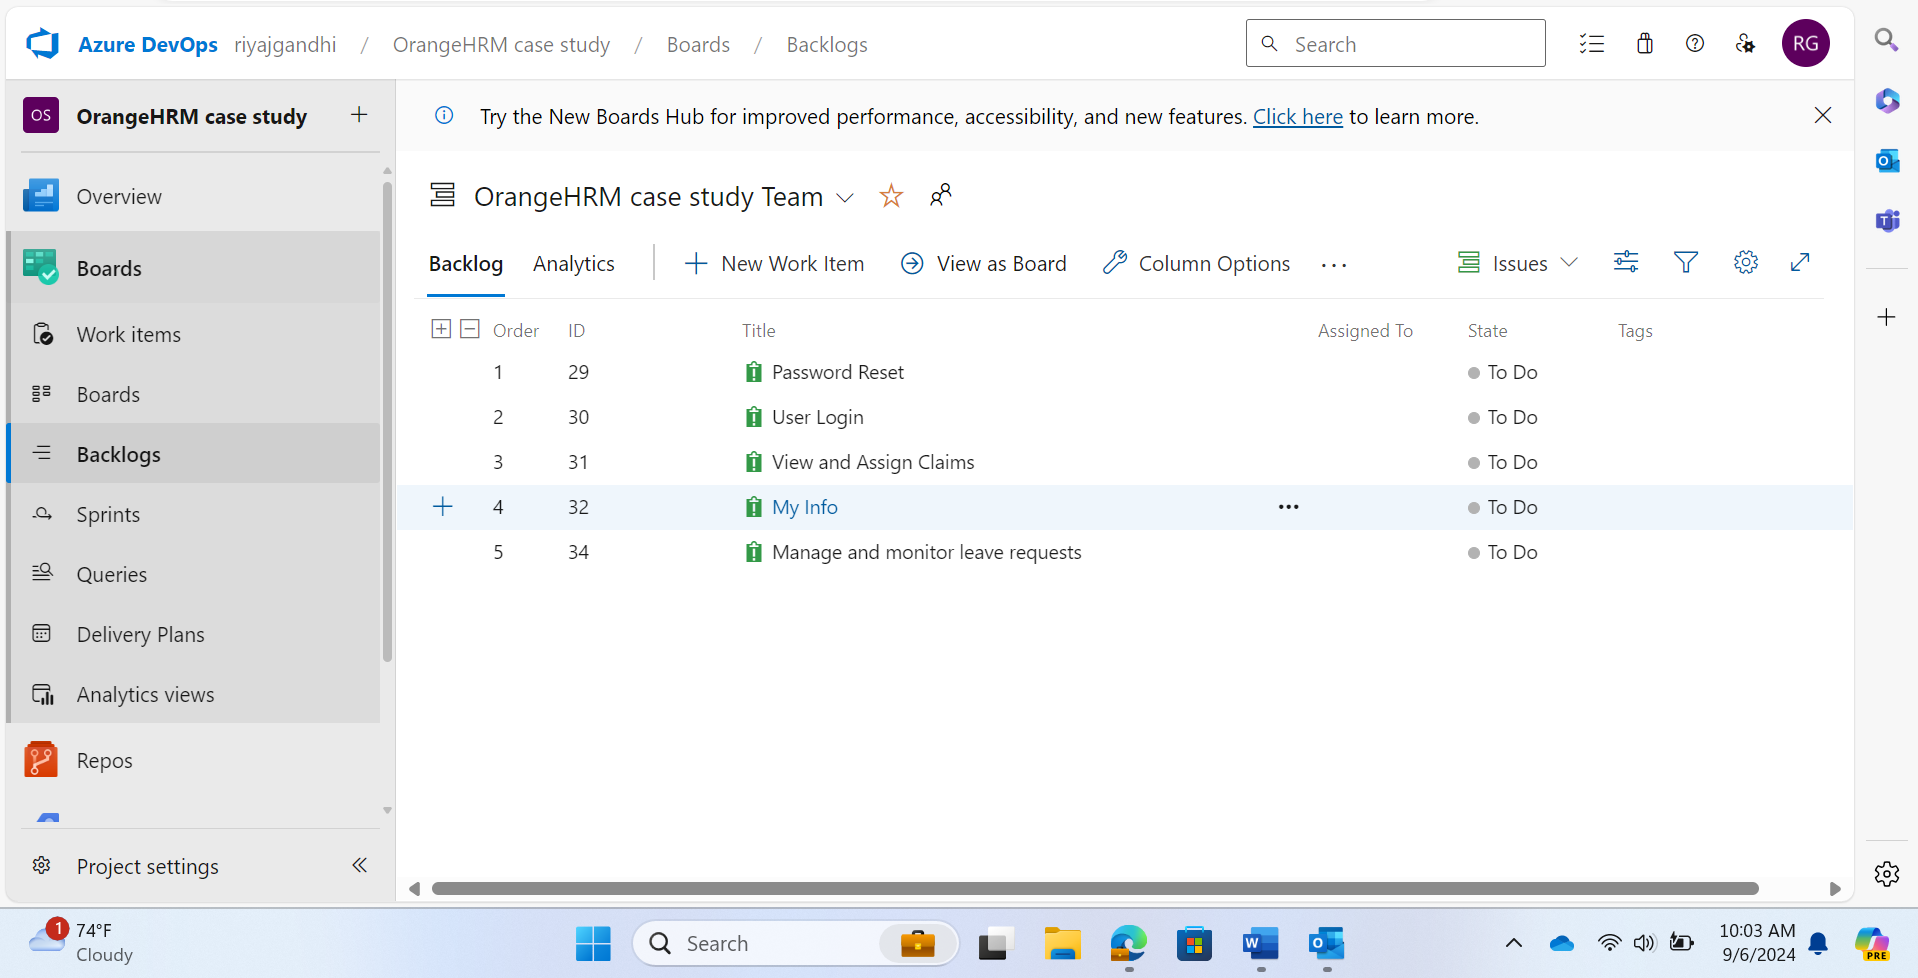 Azure DevOps riyajgandhi / OrangeHRM case study / Boards / Backlogs
Search
RG
OS OrangeHRM case study
Try the New Boards Hub for improved performance, accessibility, and new features. Click here to learn more.
Overview
Boards
Work items
Boards
Backlogs
Sprints
Queries
Delivery Plans
Analytics views
Repos
Project settings
OrangeHRM case study Team
Backlog Analytics New Work Item View as Board Column Options Issues
Order ID Title Assigned To State Tags
1 29 Password Reset To Do
2 30 User Login To Do
3 31 View and Assign Claims To Do
4 32 My Info To Do
5 34 Manage and monitor leave requests To Do
1
74°F
Cloudy
Search
10:03 AM
9/6/2024
PRE